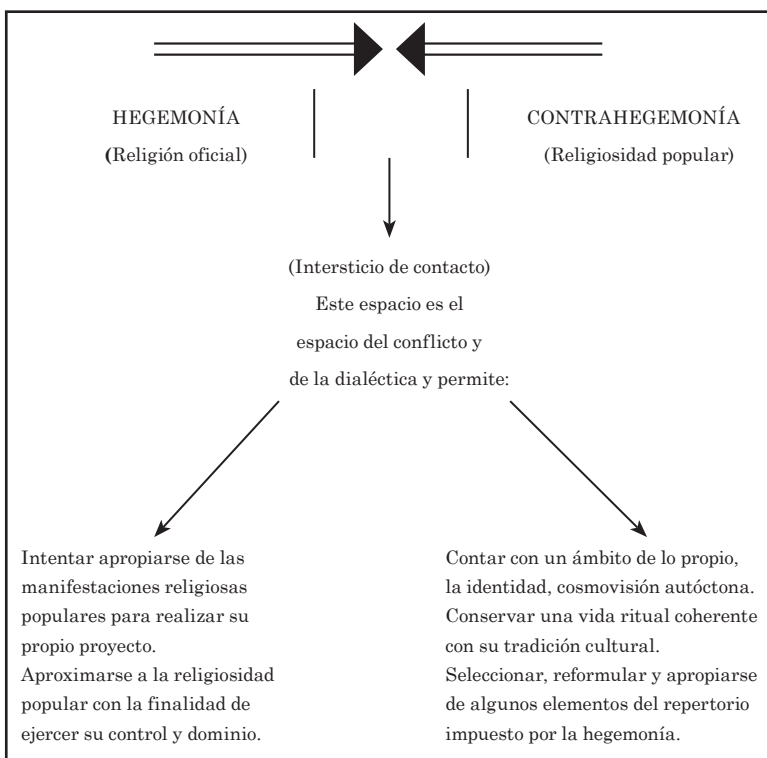 HEGEMONÍA
(Religión oficial)
CONTRAHEGEMONÍA
(Religiosidad popular)
(Intersticio de contacto)
Este espacio es el
espacio del conflicto y
de la dialéctica y permite:
Intentar apropiarse de las
manifestaciones religiosas
populares para realizar su
propio proyecto.
Aproximarse a la religiosidad
popular con la finalidad de
ejercer su control y dominio.
Contar con un ámbito de lo propio,
la identidad, cosmovisión autóctona.
Conservar una vida ritual coherente
con su tradición cultural.
Seleccionar, reformular y apropiarse
de algunos elementos del repertorio
impuesto por la hegemonía.